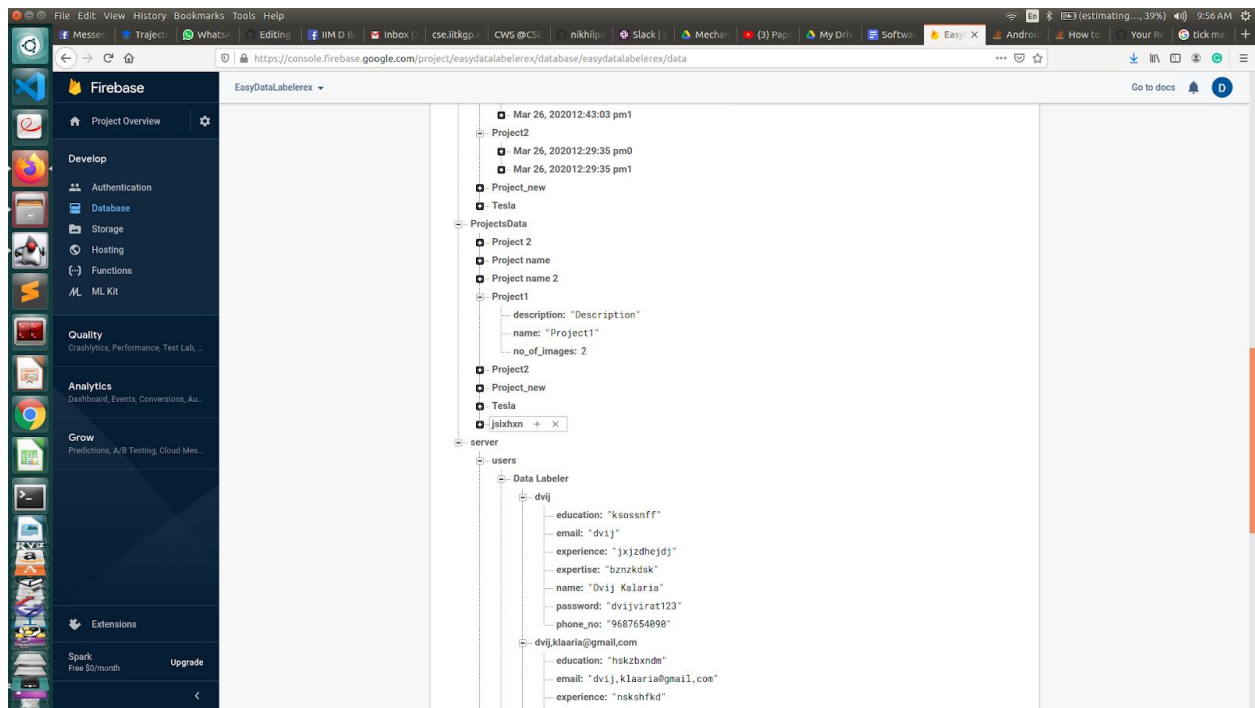 File Edit View History Bookmarks Tools Help
En (estimating..., 39%) 9:56 AM
Messen Trajecto WhatsA Editing IIM D B Inbox (2 cse.iitkgp.a CWS @CSE nikhilpo Slack | g Mechan (3) Papa My Driv Softwa Easy Androi How to Your Re tick ma
https://console.firebase.google.com/project/easydatalabelerex/database/easydatalabelerex/data
Firebase
EasyDataLabelerex
Go to docs
D
Project Overview
Develop
Authentication
Database
Storage
Hosting
Functions
ML Kit
Quality
Crashlytics, Performance, Test Lab, ...
Analytics
Dashboard, Events, Conversions, Au...
Grow
Predictions, A/B Testing, Cloud Mes...
Extensions
Spark
Free $0/month
Upgrade
Mar 26, 202012:43:03 pm1
Project2
Mar 26, 202012:29:35 pm0
Mar 26, 202012:29:35 pm1
Project_new
Tesla
ProjectsData
Project 2
Project name
Project name 2
Project1
description: "Description"
name: "Project1"
no_of_images: 2
Project2
Project_new
Tesla
jsixhxn
server
users
Data Labeler
dvij
education: "ksossnff"
email: "dvij"
experience: "jxjzdhejdj"
expertise: "bznzkdsk"
name: "Dvij Kalaria"
password: "dvijvirat123"
phone_no: "9687654090"
dvij,klaaria@gmail,com
education: "hskzbxndm"
email: "dvij,klaaria@gmail,com"
experience: "nskshfkd"